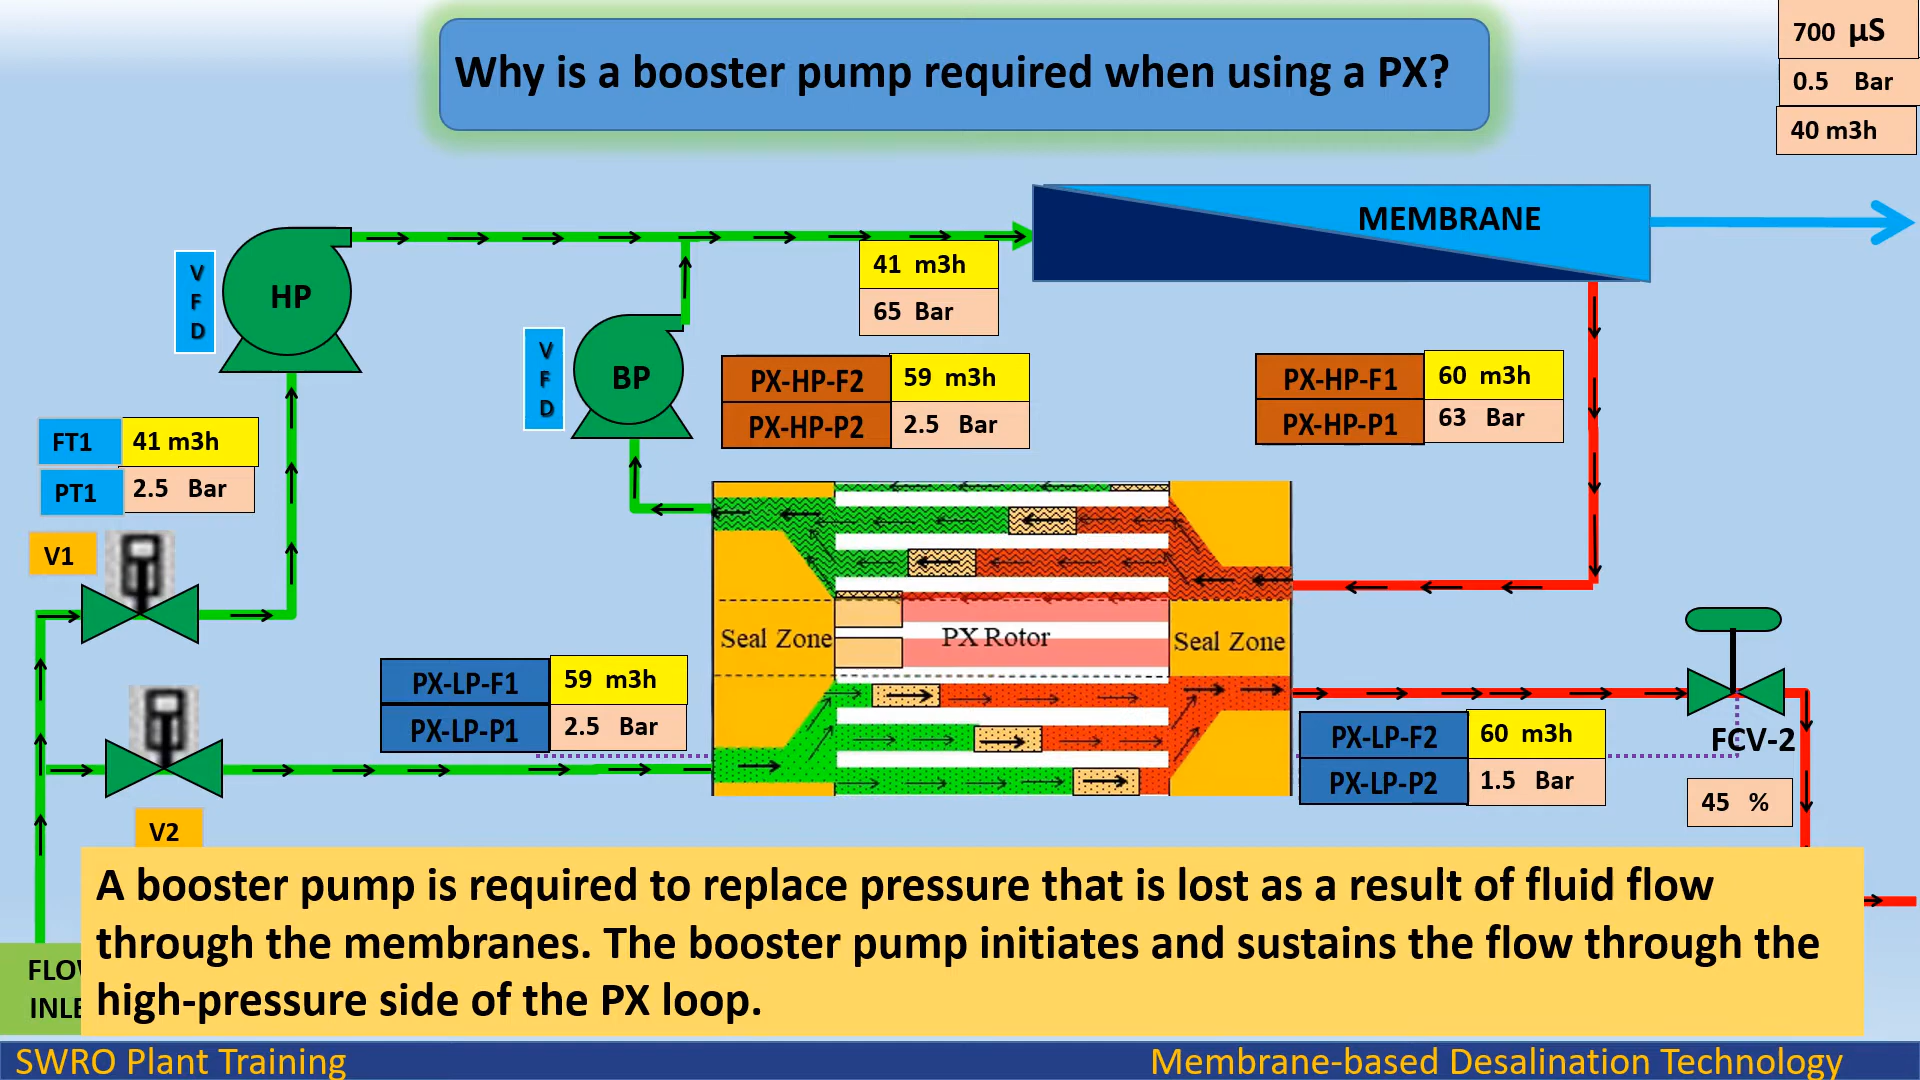 Why is a booster pump required when using a PX?
700 µS
0.5 Bar
40 m3h
MEMBRANE
V
F
D
HP
41 m3h
65 Bar
V
F
D
BP
PX-HP-F2 59 m3h
PX-HP-P2 2.5 Bar
PX-HP-F1 60 m3h
PX-HP-P1 63 Bar
FT1 41 m3h
PT1 2.5 Bar
V1
Seal Zone
PX Rotor
Seal Zone
PX-LP-F1 59 m3h
PX-LP-P1 2.5 Bar
PX-LP-F2 60 m3h
PX-LP-P2 1.5 Bar
FCV-2
45 %
V2
A booster pump is required to replace pressure that is lost as a result of fluid flow
through the membranes. The booster pump initiates and sustains the flow through the
high-pressure side of the PX loop.
SWRO Plant Training
Membrane-based Desalination Technology